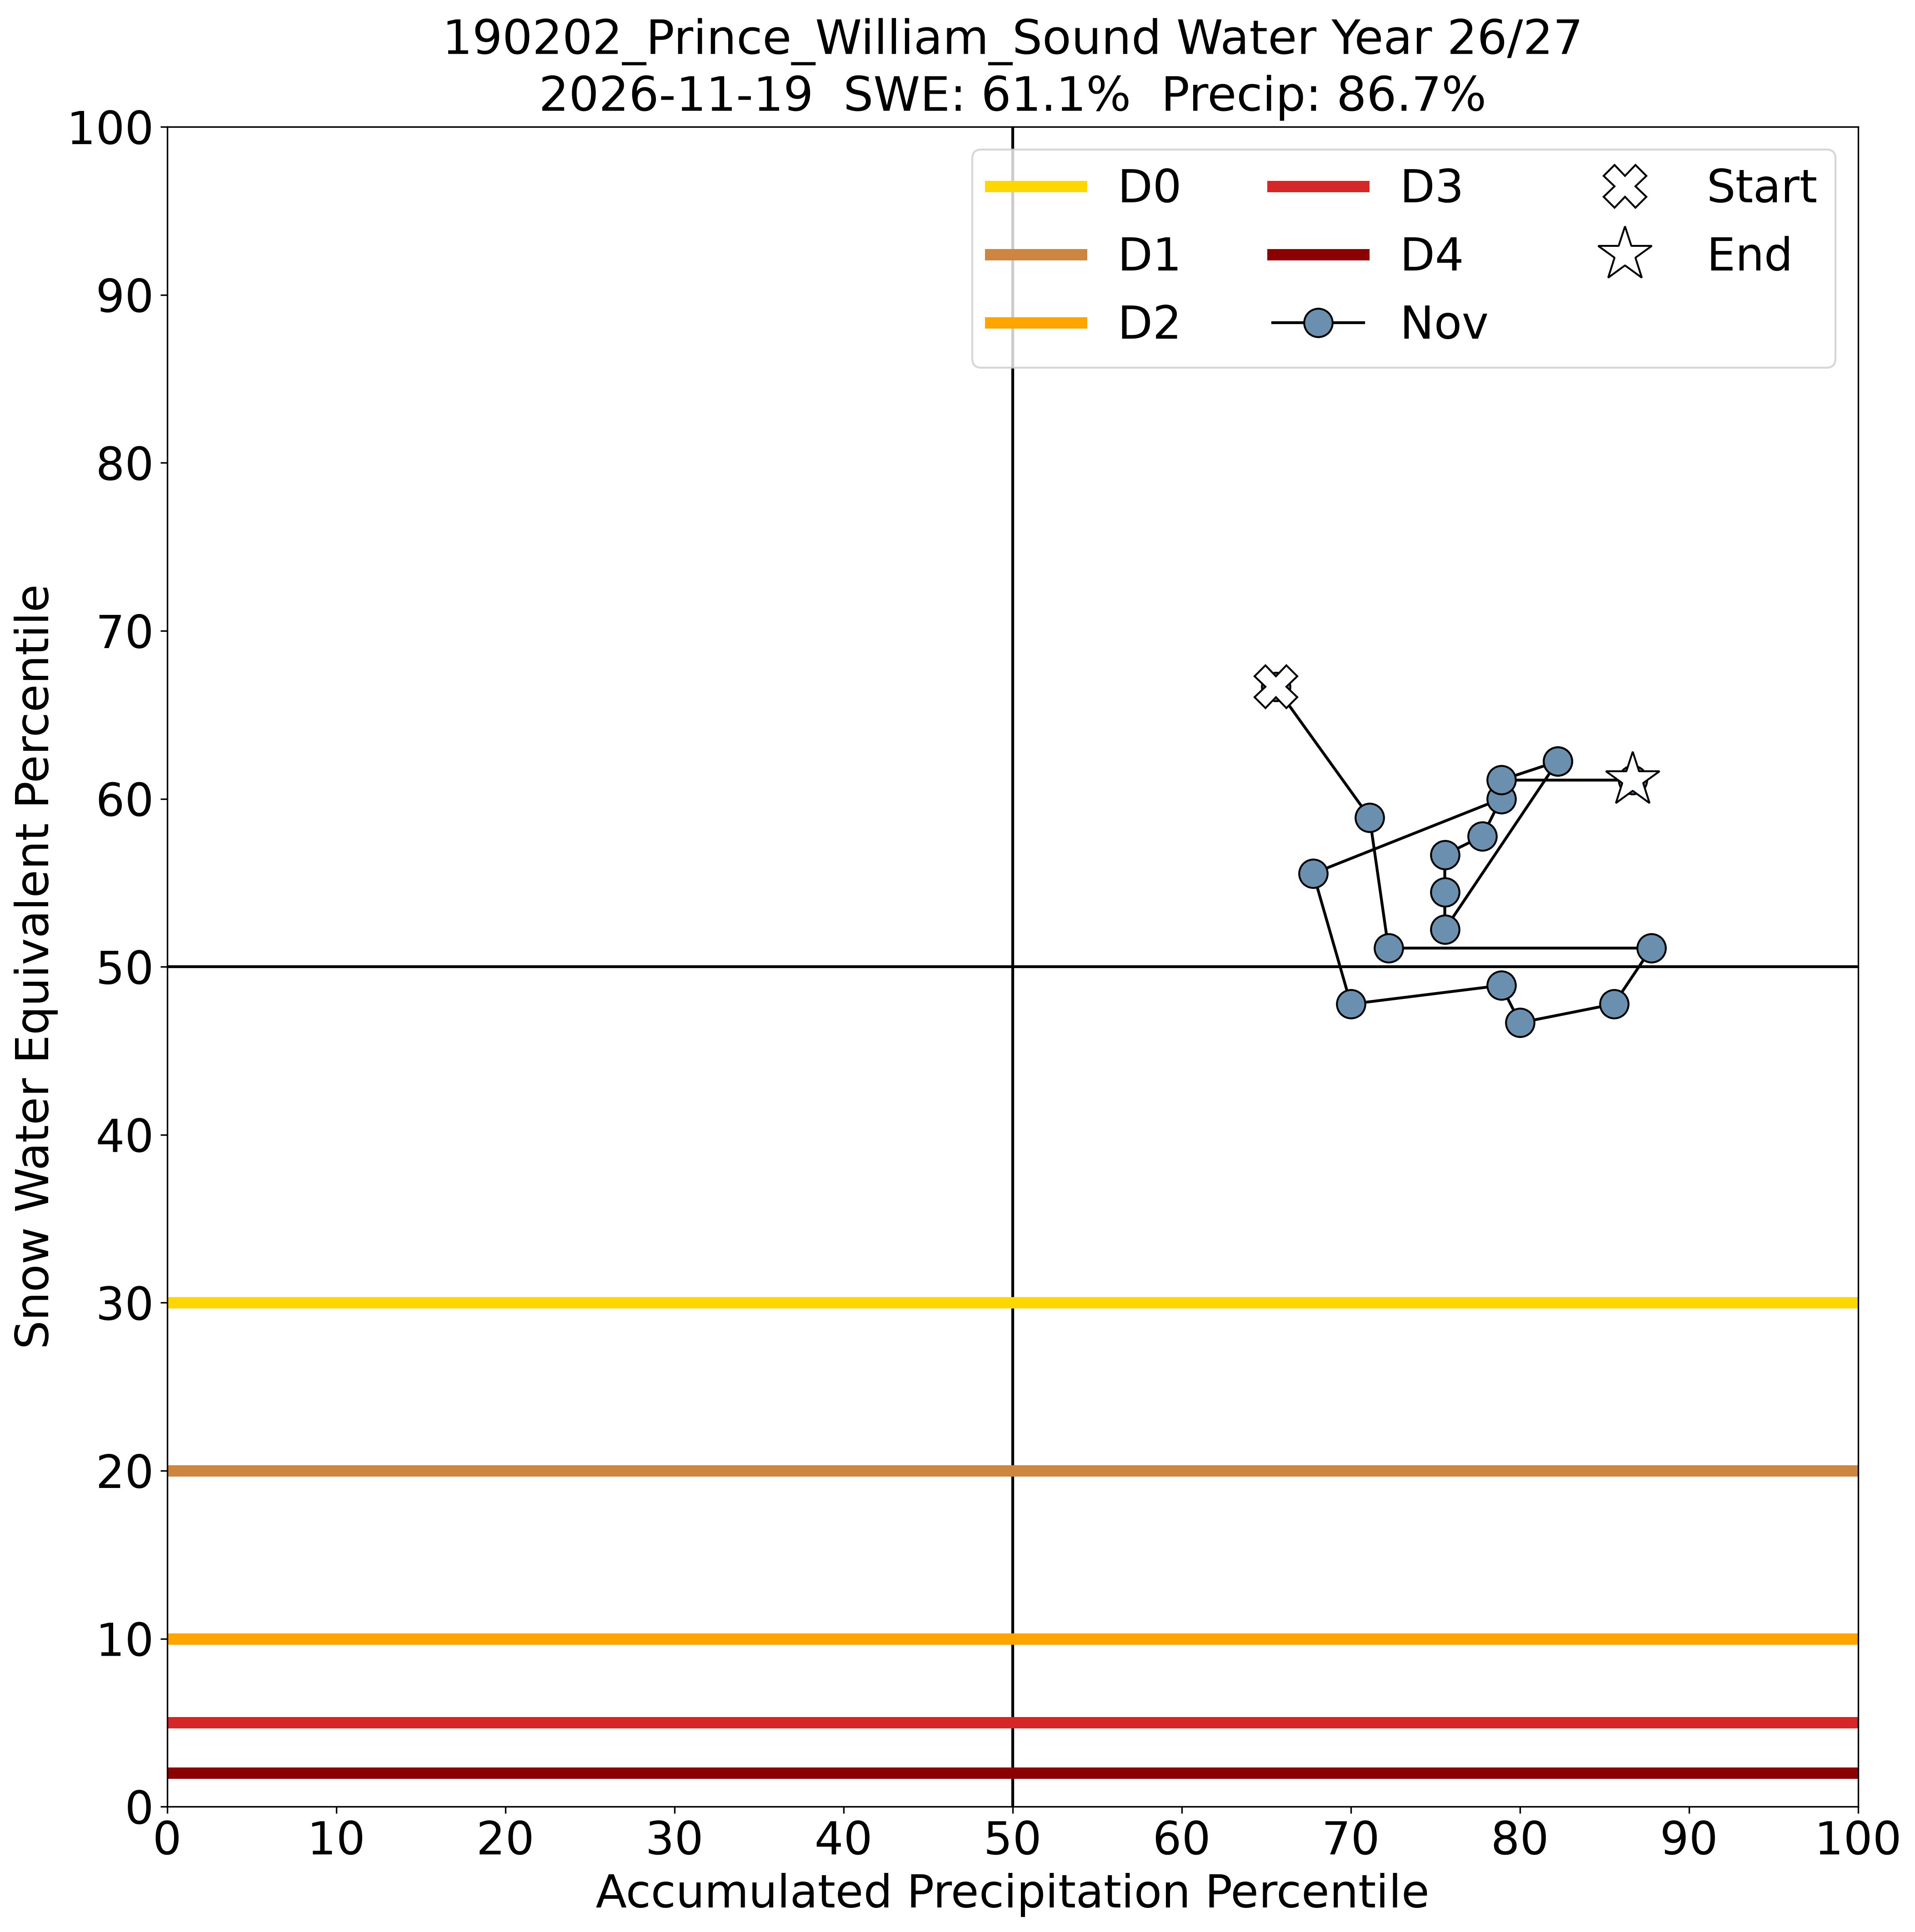 190202_Prince_William_Sound Water Year 26/27
2026-11-19 SWE: 61.1% Precip: 86.7%
D0
D1
D2
D3
D4
Nov
Start
End
Snow Water Equivalent Percentile
100
90
80
70
60
50
40
30
20
10
0
0 10 20 30 40 50 60 70 80 90 100
Accumulated Precipitation Percentile